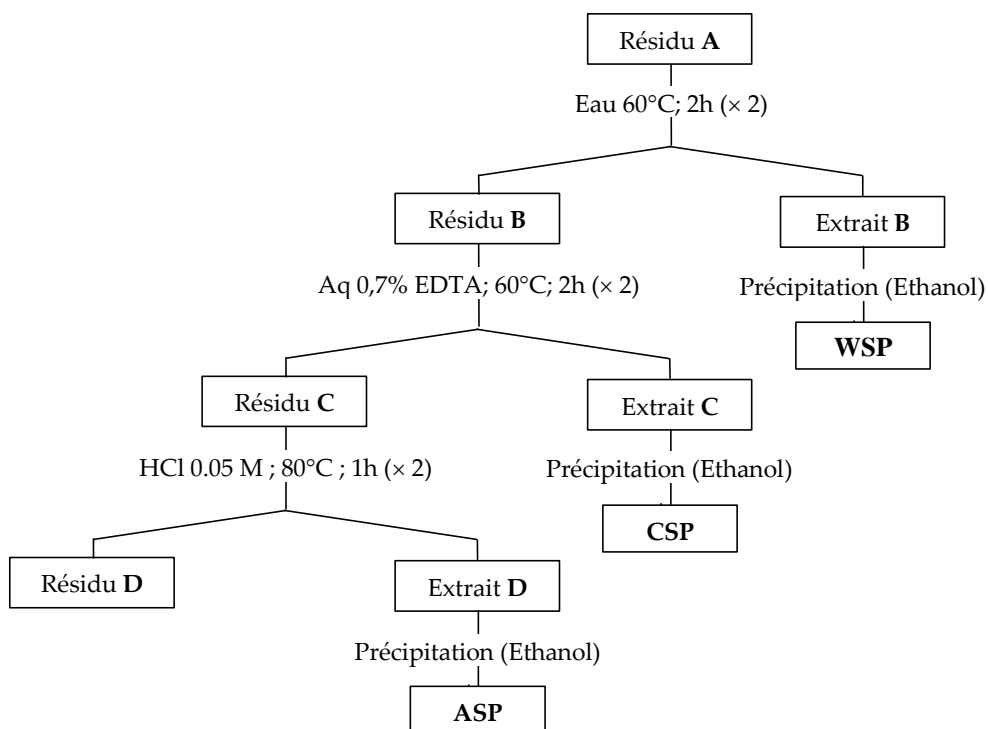 Résidu A
Eau 60°C; 2h (× 2)
Résidu B
Extrait B
Aq 0,7% EDTA; 60°C; 2h (× 2)
Précipitation (Ethanol)
WSP
Résidu C
Extrait C
HCl 0.05 M ; 80°C ; 1h (× 2)
Précipitation (Ethanol)
CSP
Résidu D
Extrait D
Précipitation (Ethanol)
ASP